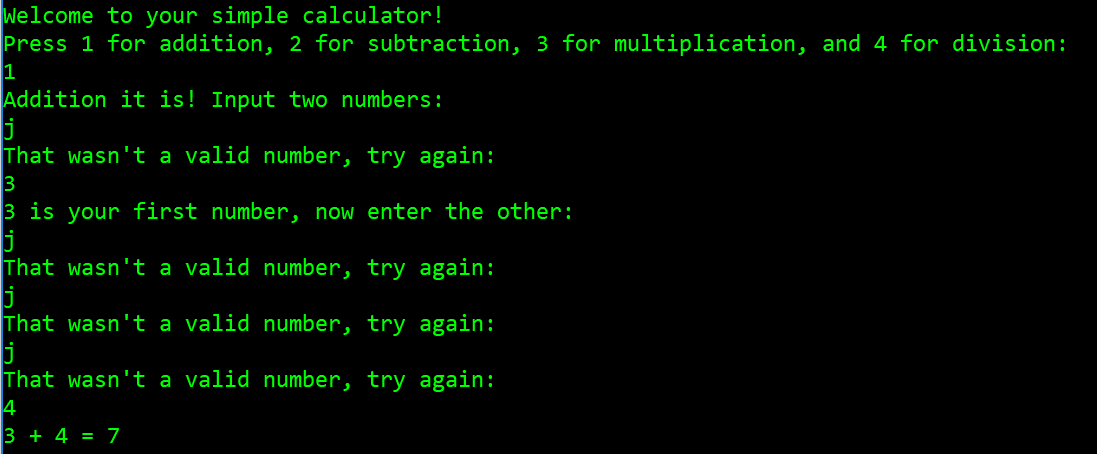 Welcome to your simple calculator!
Press 1 for addition, 2 for subtraction, 3 for multiplication, and 4 for division:
1
Addition it is! Input two numbers:
j
That wasn't a valid number, try again:
3
3 is your first number, now enter the other:
j
That wasn't a valid number, try again:
j
That wasn't a valid number, try again:
j
That wasn't a valid number, try again:
4
3 + 4 = 7